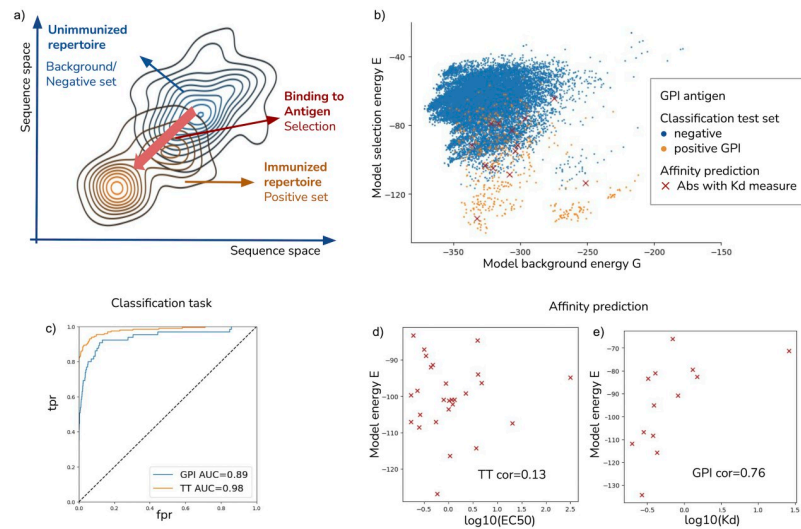 a)
Sequence space
Unimmunized
repertoire
Background/
Negative set
Binding to
Antigen
Selection
Immunized
repertoire
Positive set
Sequence space
b)
Model selection energy E
−40
−60
−80
−100
−120
−350
−300
−250
−200
−150
Model background energy G
GPI antigen
Classification test set
negative
positive GPI
Affinity prediction
Abs with Kd measure
Classification task
c)
tpr
1.0
0.8
0.6
0.4
0.2
0.0
0.0
0.2
0.4
0.6
0.8
1.0
fpr
GPI AUC=0.89
TT AUC=0.98
Affinity prediction
d)
Model energy E
−90
−100
−110
−120
−0.5
0.0
0.5
1.0
1.5
2.0
2.5
log10(EC50)
TT cor=0.13
e)
Model energy E
−70
−80
−90
−100
−110
−120
−130
−0.5
0.0
0.5
1.0
1.5
log10(Kd)
GPI cor=0.76